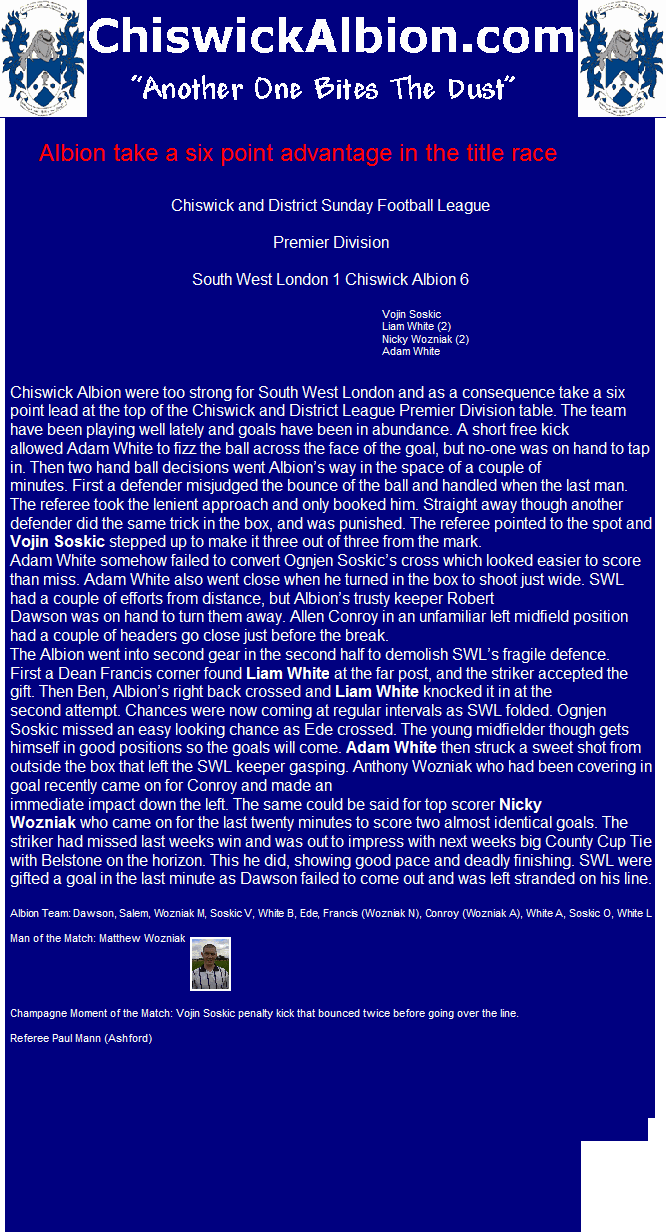 ChiswickAlbion.com
"Another One Bites The Dust"
Albion take a six point advantage in the title race
Chiswick and District Sunday Football League
Premier Division
South West London 1 Chiswick Albion 6
Vojin Soskic
Liam White (2)
Nicky Wozniak (2)
Adam White
Chiswick Albion were too strong for South West London and as a consequence take a six
point lead at the top of the Chiswick and District League Premier Division table. The team
have been playing well lately and goals have been in abundance. A short free kick
allowed Adam White to fizz the ball across the face of the goal, but no-one was on hand to tap
in. Then two hand ball decisions went Albion's way in the space of a couple of
minutes. First a defender misjudged the bounce of the ball and handled when the last man.
The referee took the lenient approach and only booked him. Straight away though another
defender did the same trick in the box, and was punished. The referee pointed to the spot and
Vojin Soskic stepped up to make it three out of three from the mark.
Adam White somehow failed to convert Ognjen Soskic's cross which looked easier to score
than miss. Adam White also went close when he turned in the box to shoot just wide. SWL
had a couple of efforts from distance, but Albion's trusty keeper Robert
Dawson was on hand to turn them away. Allen Conroy in an unfamiliar left midfield position
had a couple of headers go close just before the break.
The Albion went into second gear in the second half to demolish SWL's fragile defence.
First a Dean Francis corner found Liam White at the far post, and the striker accepted the
gift. Then Ben, Albion's right back crossed and Liam White knocked it in at the
second attempt. Chances were now coming at regular intervals as SWL folded. Ognjen
Soskic missed an easy looking chance as Ede crossed. The young midfielder though gets
himself in good positions so the goals will come. Adam White then struck a sweet shot from
outside the box that left the SWL keeper gasping. Anthony Wozniak who had been covering in
goal recently came on for Conroy and made an
immediate impact down the left. The same could be said for top scorer Nicky
Wozniak who came on for the last twenty minutes to score two almost identical goals. The
striker had missed last weeks win and was out to impress with next weeks big County Cup Tie
with Belstone on the horizon. This he did, showing good pace and deadly finishing. SWL were
gifted a goal in the last minute as Dawson failed to come out and was left stranded on his line.
Albion Team: Dawson, Salem, Wozniak M, Soskic V, White B, Ede, Francis (Wozniak N), Conroy (Wozniak A), White A, Soskic O, White L
Man of the Match: Matthew Wozniak
Champagne Moment of the Match: Vojin Soskic penalty kick that bounced twice before going over the line.
Referee Paul Mann (Ashford)